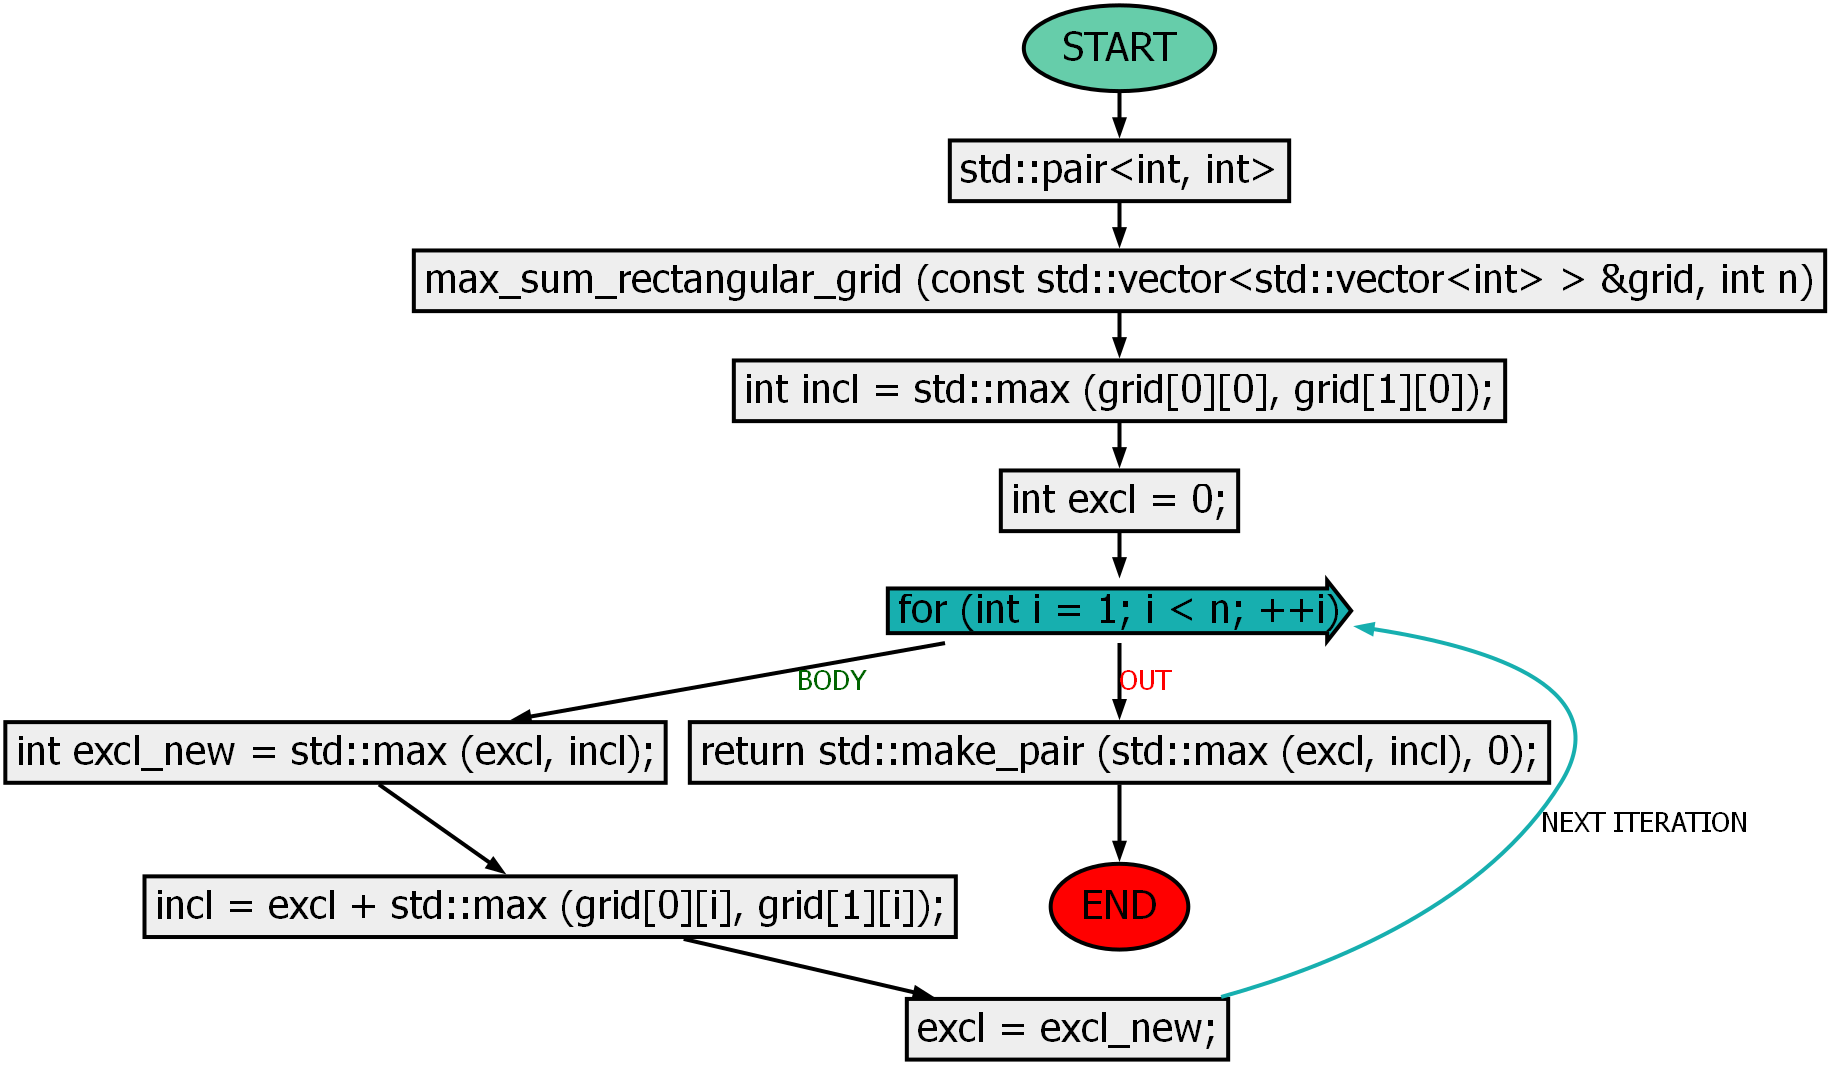 START
std::pair<int, int>
max_sum_rectangular_grid (const std::vector<std::vector<int> > &grid, int n)
int incl = std::max (grid[0][0], grid[1][0]);
int excl = 0;
for (int i = 1; i < n; ++i)
BODY
OUT
int excl_new = std::max (excl, incl);
return std::make_pair (std::max (excl, incl), 0);
NEXT ITERATION
incl = excl + std::max (grid[0][i], grid[1][i]);
END
excl = excl_new;